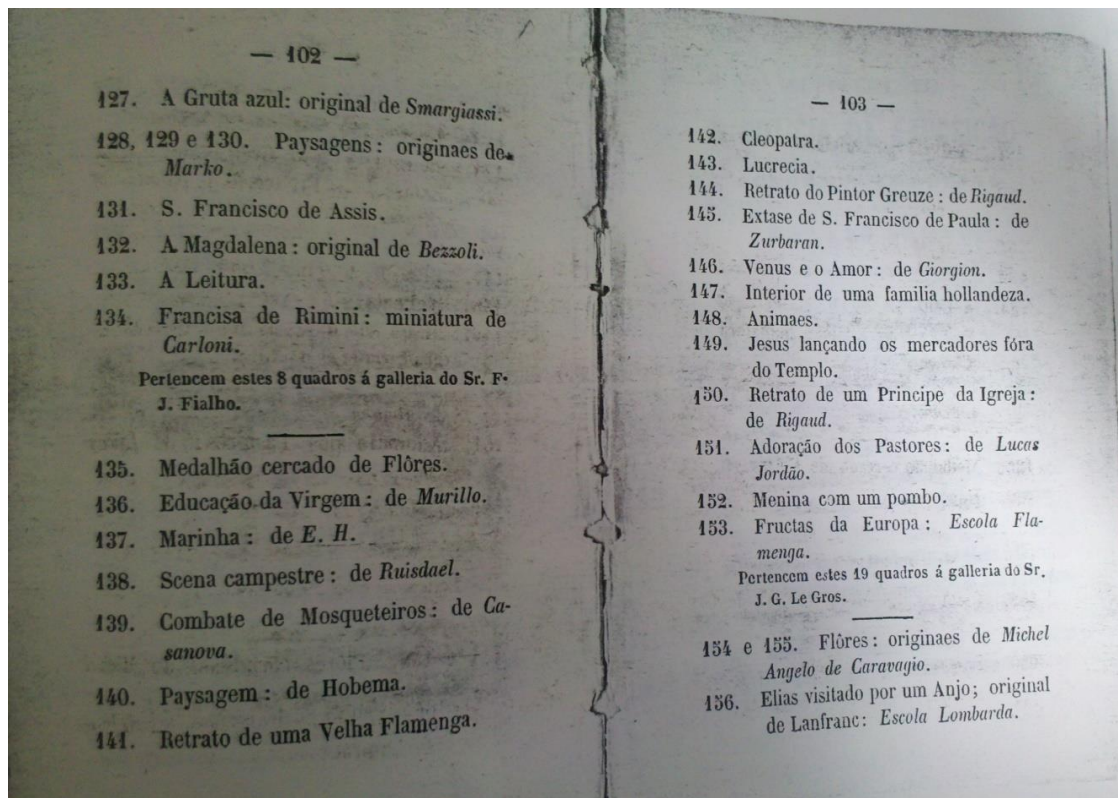 — 102 —
127. A Gruta azul: original de Smargiassi.
128, 129 e 130. Paysagens: originaes de
Marko.
131. S. Francisco de Assis.
132. A Magdalena: original de Bezzoli.
133. A Leitura.
134. Francisa de Rimini: miniatura de
Carloni.
Pertencem estes 8 quadros á galleria do Sr. F.
J. Fialho.
135. Medalhão cercado de Flôres.
136. Educação da Virgem: de Murillo.
137. Marinha: de E. H.
138. Scena campestre: de Ruisdael.
139. Combate de Mosqueteiros: de Ca-
sanova.
140. Paysagem: de Hobema.
141. Retrato de uma Velha Flamenga.
— 103 —
142. Cleopatra.
143. Lucrecia.
144. Retrato do Pintor Greuze: de Rigaud.
145. Extase de S. Francisco de Paula: de
Zurbaran.
146. Venus e o Amor: de Giorgion.
147. Interior de uma familia hollandeza.
148. Animaes.
149. Jesus lançando os mercadores fóra
do Templo.
150. Retrato de um Principe da Igreja:
de Rigaud.
151. Adoração dos Pastores: de Lucas
Jordão.
152. Menina com um pombo.
153. Fructas da Europa: Escola Fla-
menga.
Pertencem estes 19 quadros á galleria do Sr.
J. G. Le Gros.
154 e 155. Flôres: originaes de Michel
Angelo de Caravagio.
156. Elias visitado por um Anjo; original
de Lanfranc: Escola Lombarda.